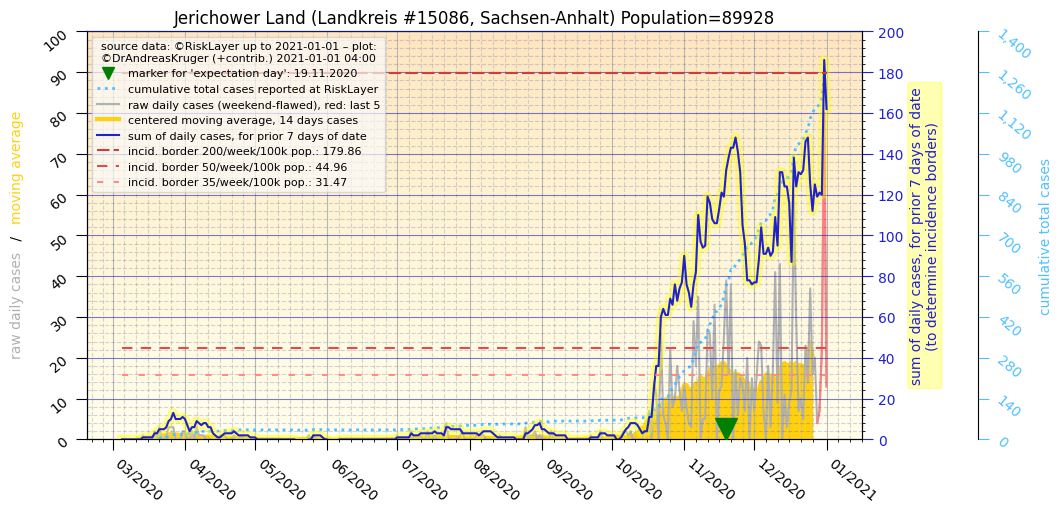 Jerichower Land (Landkreis #15086, Sachsen-Anhalt) Population=89928
source data: ©RiskLayer up to 2021-01-01 – plot:
©DrAndreasKruger (+contrib.) 2021-01-01 04:00
marker for 'expectation day': 19.11.2020
cumulative total cases reported at RiskLayer
raw daily cases (weekend-flawed), red: last 5
centered moving average, 14 days cases
sum of daily cases, for prior 7 days of date
incid. border 200/week/100k pop.: 179.86
incid. border 50/week/100k pop.: 44.96
incid. border 35/week/100k pop.: 31.47
raw daily cases / moving average
100
90
80
70
60
50
40
30
20
10
0
03/2020
04/2020
05/2020
06/2020
07/2020
08/2020
09/2020
10/2020
11/2020
12/2020
01/2021
200
180
160
140
120
100
80
60
40
20
0
sum of daily cases, for prior 7 days of date
(to determine incidence borders)
1,400
1,260
1,120
980
840
700
560
420
280
140
0
cumulative total cases